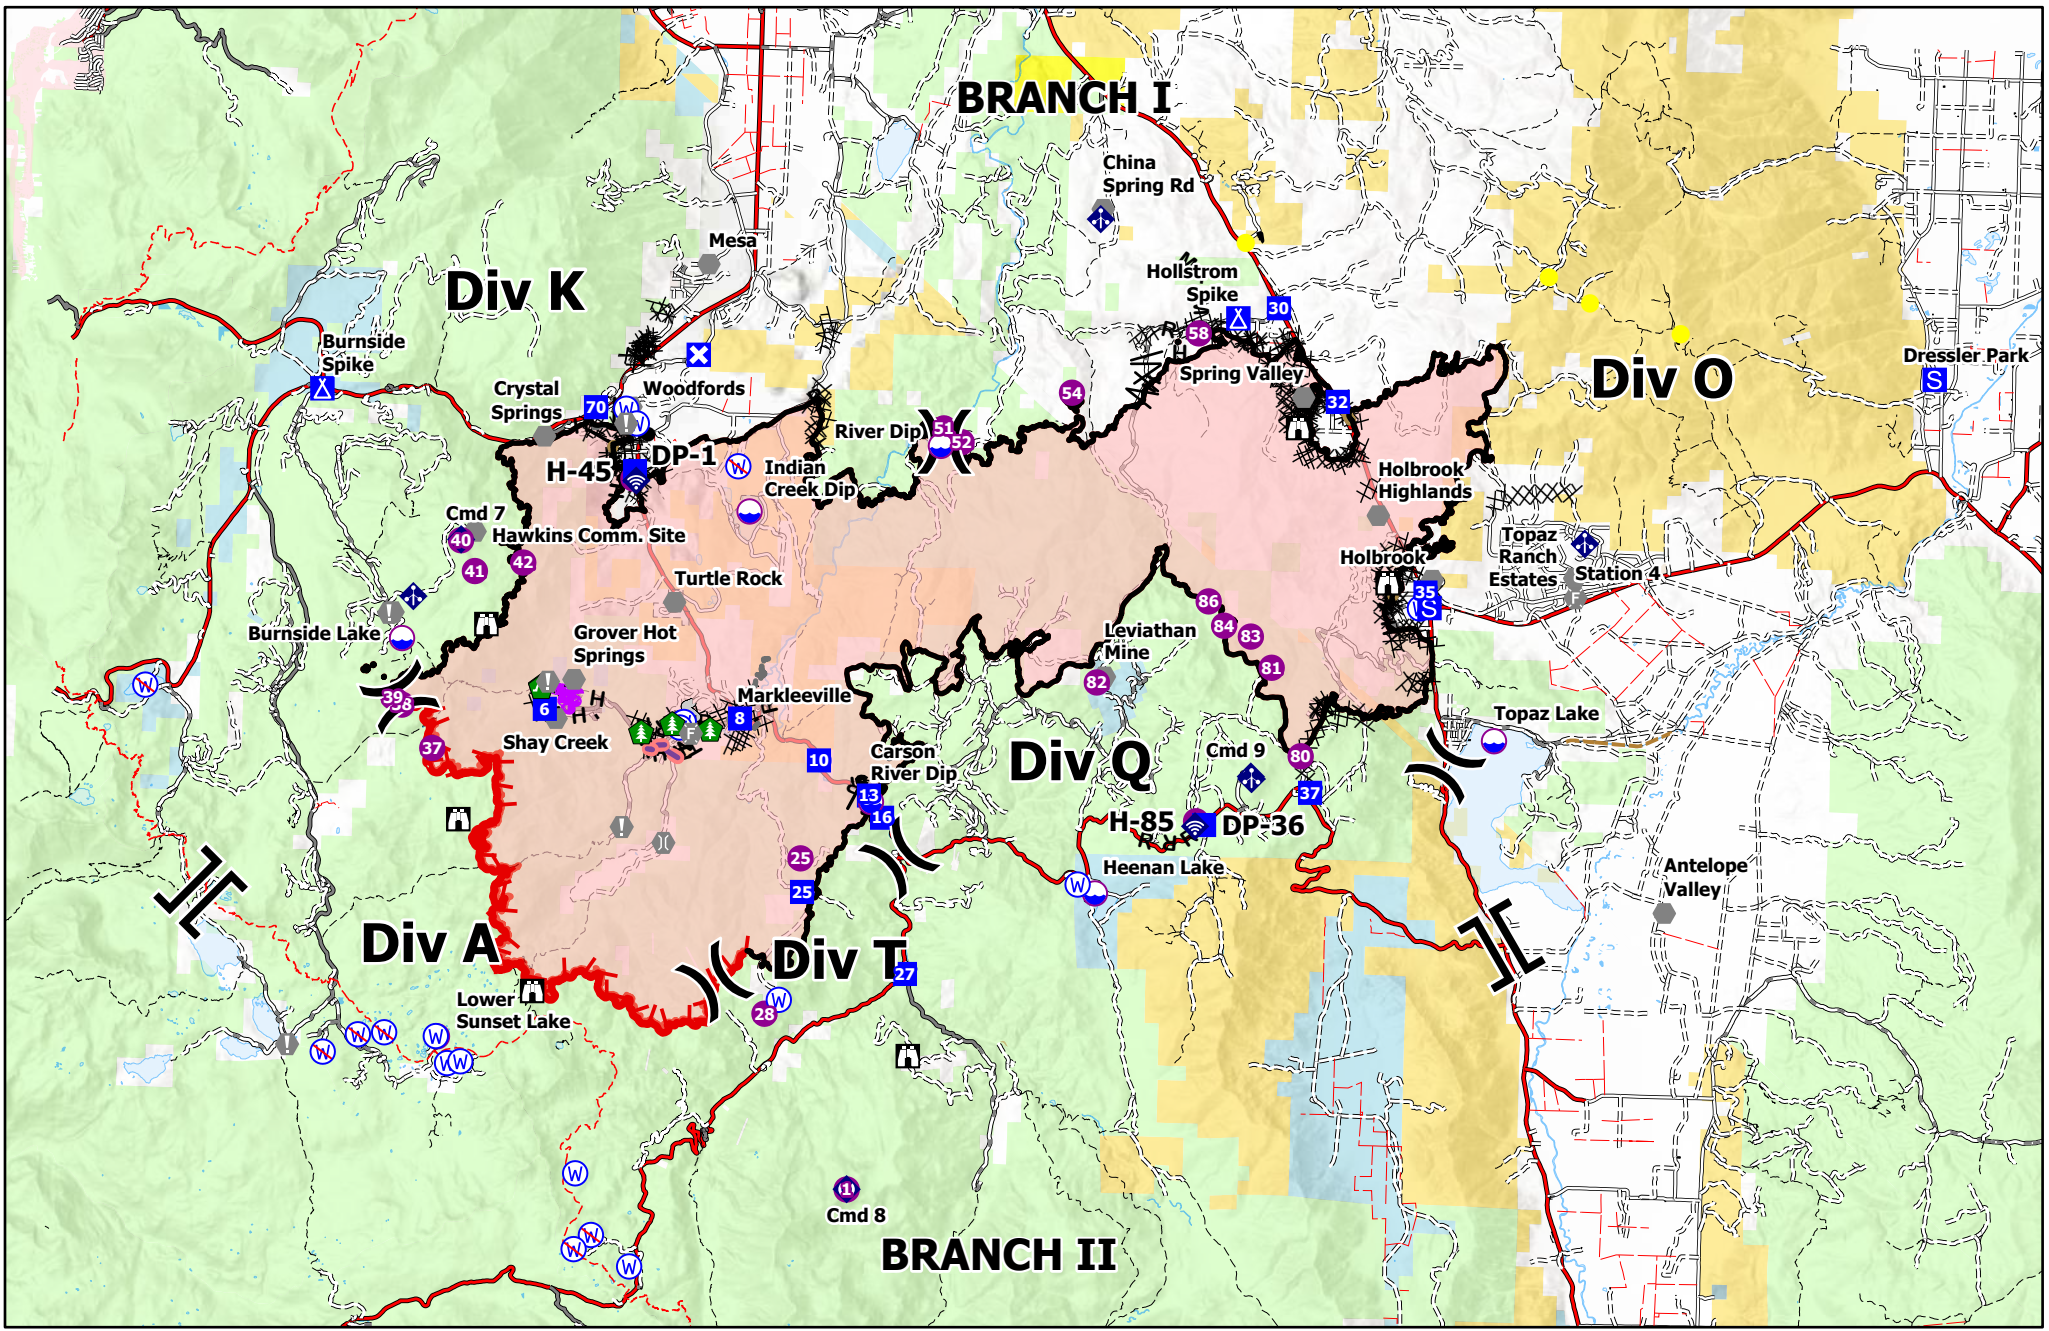 BRANCH I
China
Spring Rd
Mesa
Div K
Hollstrom
Spike
30
58
Burnside
Spike
Crystal
Springs
Woodfords
Spring Valley
Div O
Dressler Park
S
70
W
W
54
32
River Dip
51
52
H-45
DP-1
W
Indian
Creek Dip
Holbrook
Highlands
Cmd 7
40
Hawkins Comm. Site
41
42
Topaz
Ranch
Estates
Station 4
F
Holbrook
35
S
Turtle Rock
86
84
83
81
Burnside Lake
Grover Hot
Springs
Leviathan
Mine
82
W
39
38
6
H
H
Markleeville
8
F
Shay Creek
37
Topaz Lake
10
Carson
River Dip
13
16
Div Q
Cmd 9
80
37
H-85
DP-36
25
25
Heenan Lake
W
Antelope
Valley
Div A
Div T
27
Lower
Sunset Lake
W
28
W
W
W
W
W
W
W
Cmd 8
W
W
W
BRANCH II